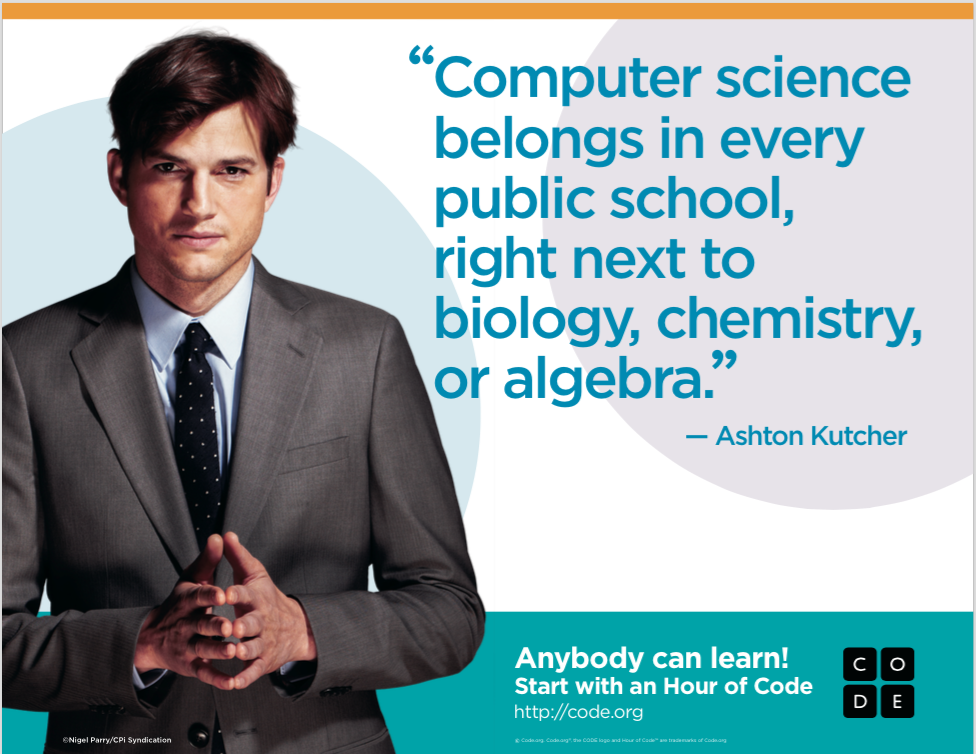 “Computer science
belongs in every
public school,
right next to
biology, chemistry,
or algebra.”
— Ashton Kutcher
Anybody can learn!
Start with an Hour of Code
http://code.org
C O
D E
©Nigel Parry/CPi Syndication
© Code.org. Code.org™ the CODE logo and Hour of Code™ are trademarks of Code.org.